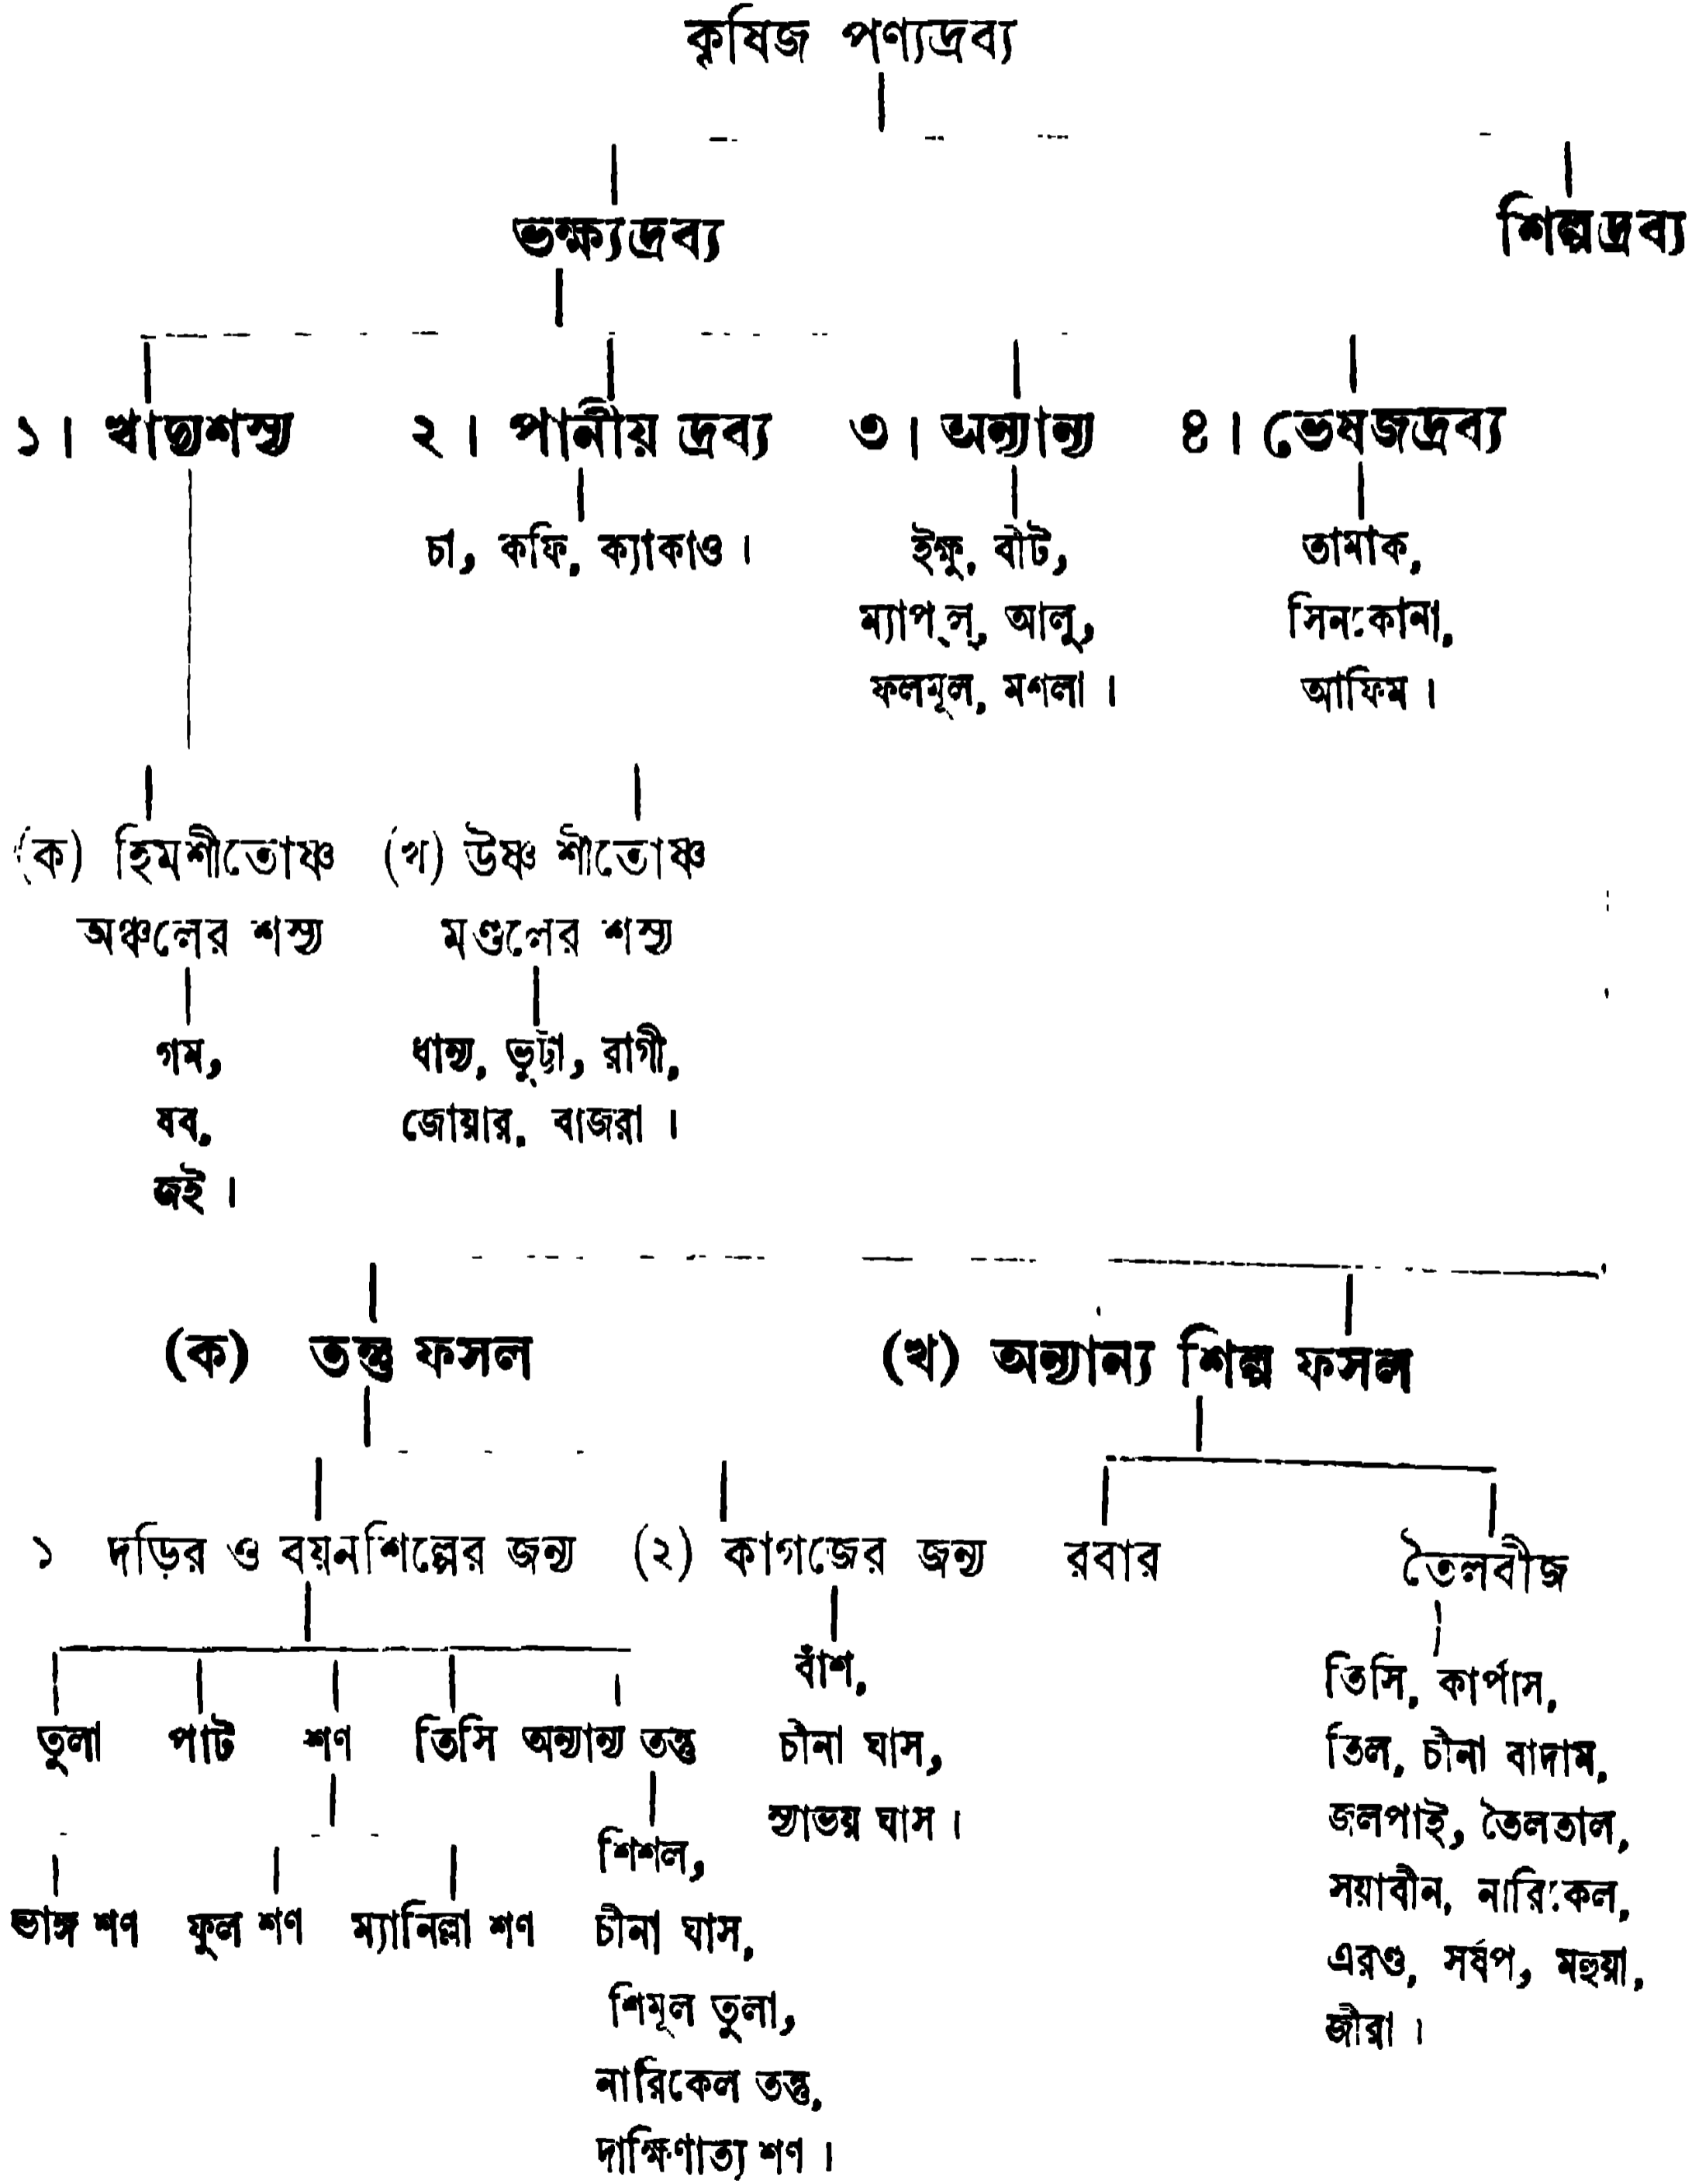 কৃষিজ পণ্যদ্রব্য
ভক্ষ্যদ্রব্য শিল্পদ্রব্য
১। খাদ্যশস্য ২। পানীয় দ্রব্য ৩। অন্যান্য ৪। ভেষজদ্রব্য
চা, কফি, ক্যাকাও। ইক্ষু, বীট, তামাক,
ম্যাপ্‌ল্‌, আলু, সিনকোনা,
ফলমূল, মশলা। আফিম।
(ক) হিমশীতোষ্ণ (খ) উষ্ণ শীতোষ্ণ
অঞ্চলের শস্য মণ্ডলের শস্য
গম, ধান্য, ভুট্টা, রাগী,
যব, জোয়ার, বাজরা।
জই।
(ক) তন্তু ফসল (খ) অন্যান্য শিল্প ফসল
১ দড়ির ও বয়নশিল্পের জন্য (২) কাগজের জন্য রবার তৈলবীজ
বাঁশ, তিসি, কার্পাস,
তুলা পাট শণ তিসি অন্যান্য তন্তু চীনা ঘাস, তিল, চীনা বাদাম,
স্যাভয় ঘাস। জলপাই, তৈলতাল,
শিশল, সয়াবীন, নারিকেল,
ভাঙ্গ শণ ফুল শণ ম্যানিল্লা শণ চীনা ঘাস, এরণ্ড, সর্ষপ, মহুয়া,
শিমূল তুলা, জীরা।
নারিকেল তন্তু,
দাক্ষিণাত্য শণ।